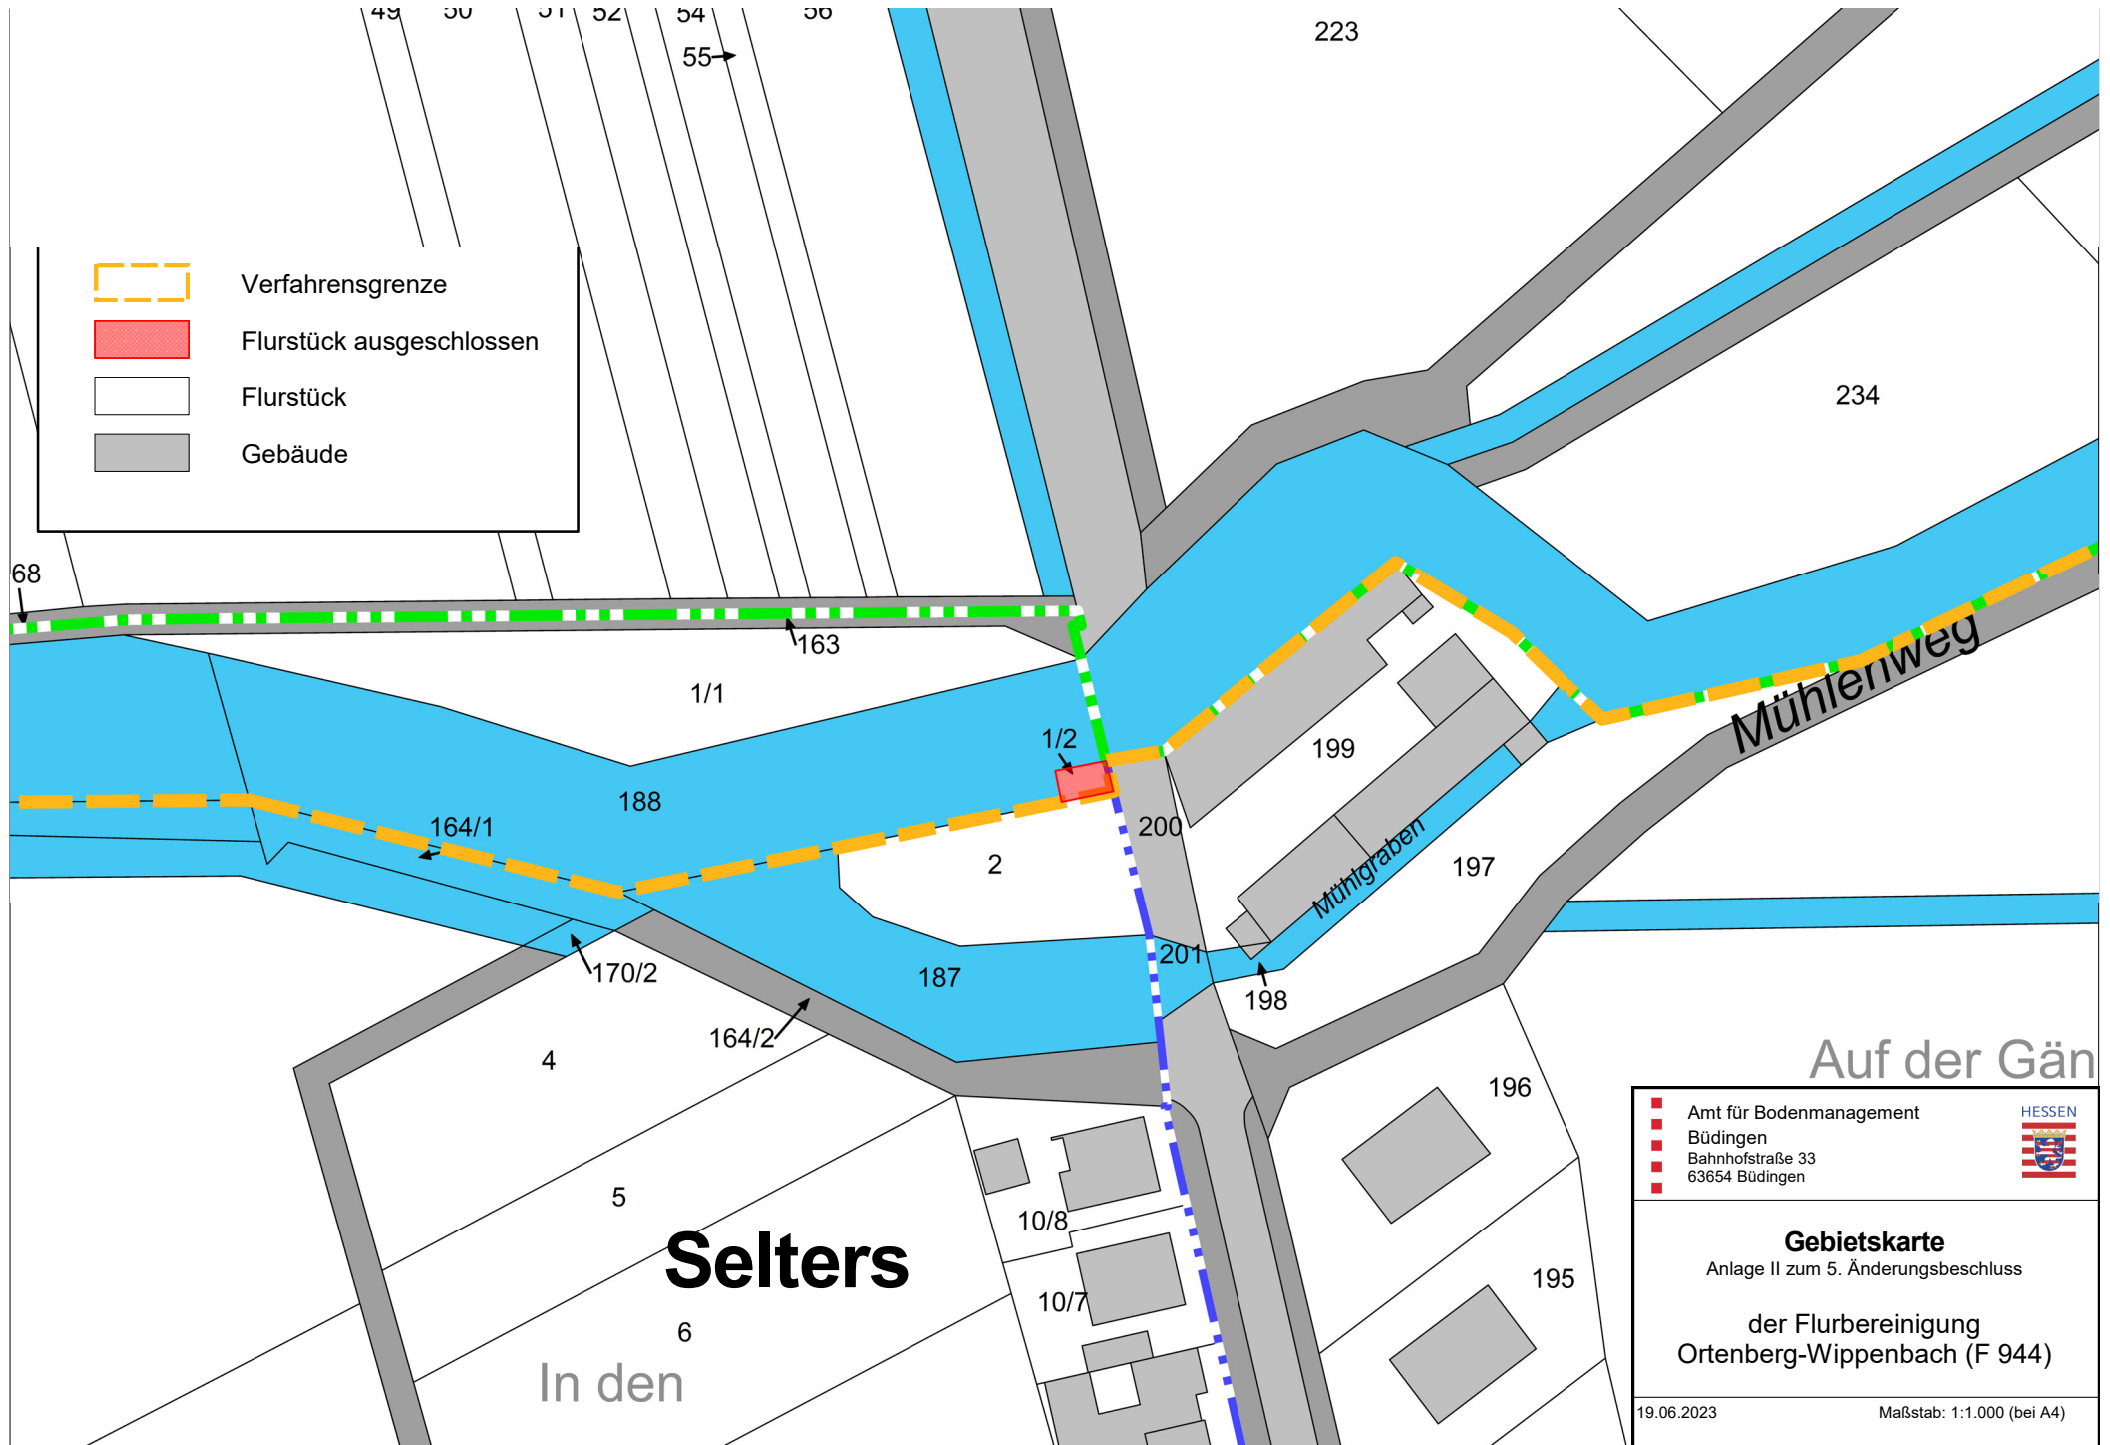 49
50
51
52
54
56
55
223
Verfahrensgrenze
Flurstück ausgeschlossen
Flurstück
Gebäude
234
68
163
1/1
Mühlenweg
1/2
199
188
164/1
200
2
Mühlgraben
197
201
170/2
187
198
164/2
4
Auf der Gän
196
5
10/8
Selters
10/7
195
6
In den
Amt für Bodenmanagement
Büdingen
Bahnhofstraße 33
63654 Büdingen
HESSEN
Gebietskarte
Anlage II zum 5. Änderungsbeschluss
der Flurbereinigung
Ortenberg-Wippenbach (F 944)
19.06.2023
Maßstab: 1:1.000 (bei A4)